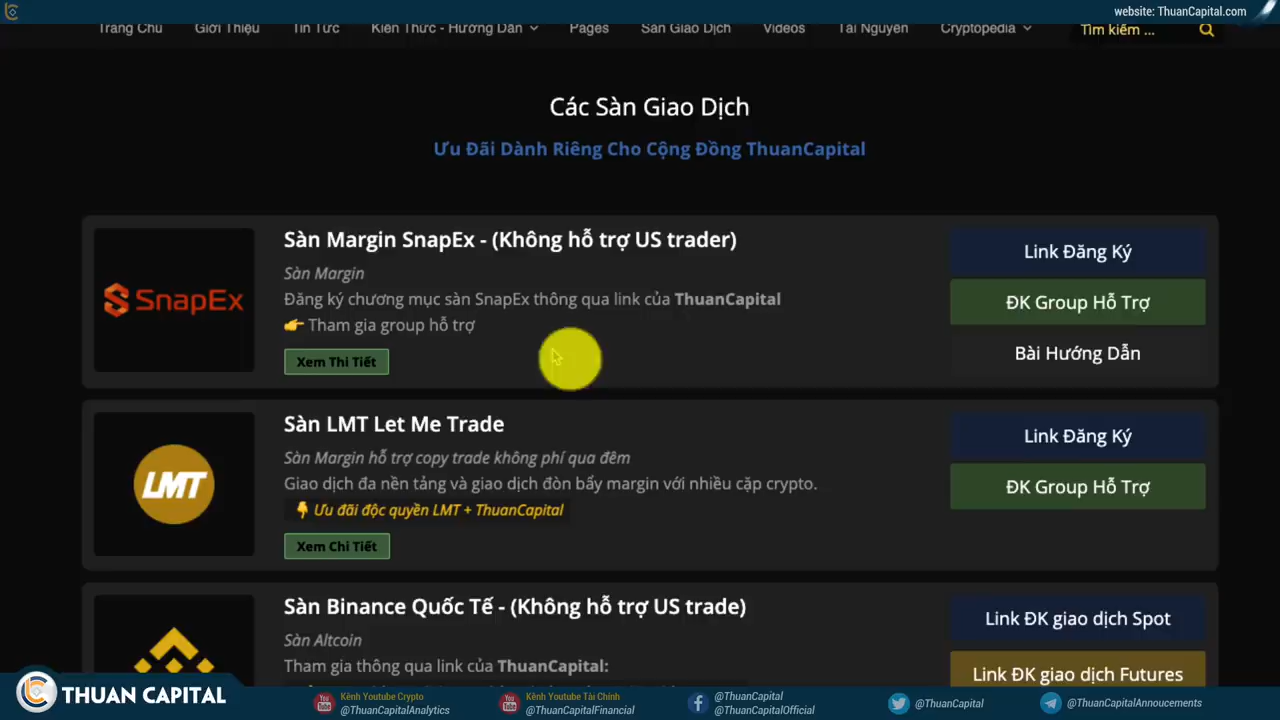 website: ThuanCapital.com
Trang Chủ Giới Thiệu Tin Tức Kiến Thức - Hướng Dẫn Pages Sàn Giao Dịch Videos Tài Nguyên Cryptopedia Tìm kiếm ...
Các Sàn Giao Dịch
Ưu Đãi Dành Riêng Cho Cộng Đồng ThuanCapital
SnapEx
Sàn Margin SnapEx - (Không hỗ trợ US trader)
Sàn Margin
Đăng ký chương mục sàn SnapEx thông qua link của ThuanCapital
👉 Tham gia group hỗ trợ
Xem Thi Tiết
Link Đăng Ký
ĐK Group Hỗ Trợ
Bài Hướng Dẫn
LMT
Sàn LMT Let Me Trade
Sàn Margin hỗ trợ copy trade không phí qua đêm
Giao dịch đa nền tảng và giao dịch đòn bẩy margin với nhiều cặp crypto.
👇 Ưu đãi độc quyền LMT + ThuanCapital
Xem Chi Tiết
Link Đăng Ký
ĐK Group Hỗ Trợ
Sàn Binance Quốc Tế - (Không hỗ trợ US trade)
Sàn Altcoin
Tham gia thông qua link của ThuanCapital:
Link ĐK giao dịch Spot
Link ĐK giao dịch Futures
THUAN CAPITAL
Kênh Youtube Crypto
@ThuanCapitalAnalytics
Kênh Youtube Tài Chính
@ThuanCapitalFinancial
@ThuanCapital
@ThuanCapitalOfficial
@ThuanCapital
@ThuanCapitalAnnoucements